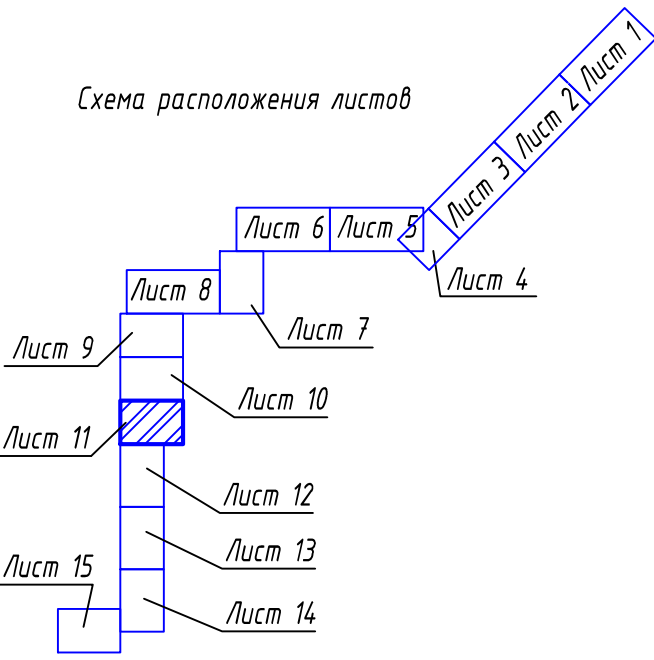 Схема расположения листов
Лист 1
Лист 2
Лист 3
Лист 4
Лист 5
Лист 6
Лист 7
Лист 8
Лист 9
Лист 10
Лист 11
Лист 12
Лист 13
Лист 14
Лист 15